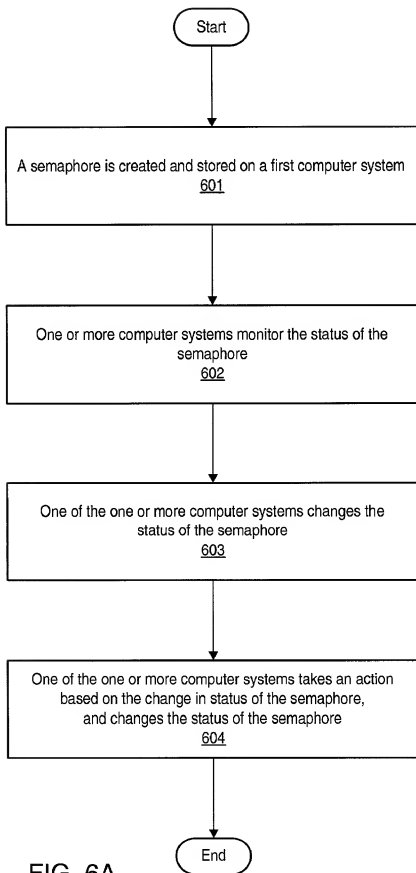 Start
A semaphore is created and stored on a first computer system
601
One or more computer systems monitor the status of the
semaphore
602
One of the one or more computer systems changes the
status of the semaphore
603
One of the one or more computer systems takes an action
based on the change in status of the semaphore,
and changes the status of the semaphore
604
End
FIG. 6A